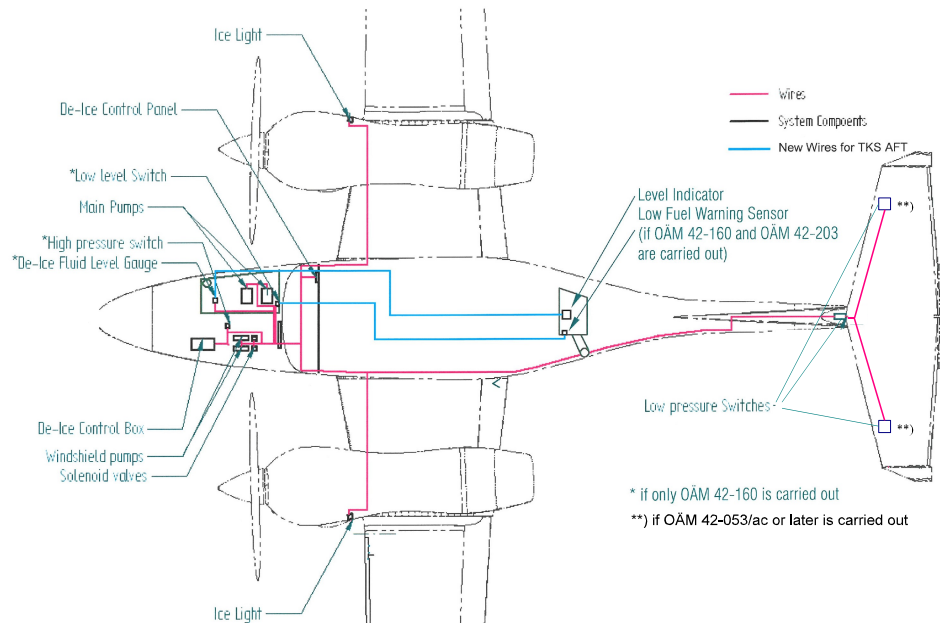 Ice Light
De-Ice Control Panel
*Low level Switch
Main Pumps
*High pressure switch
*De-Ice Fluid Level Gauge
De-Ice Control Box
Windshield pumps
Solenoid valves
Ice Light
Wires
System Compoents
New Wires for TKS AFT
Level Indicator
Low Fuel Warning Sensor
(if OÄM 42-160 and OÄM 42-203
are carried out)
**)
Low pressure Switches
**)
* if only OÄM 42-160 is carried out
**) if OÄM 42-053/ac or later is carried out